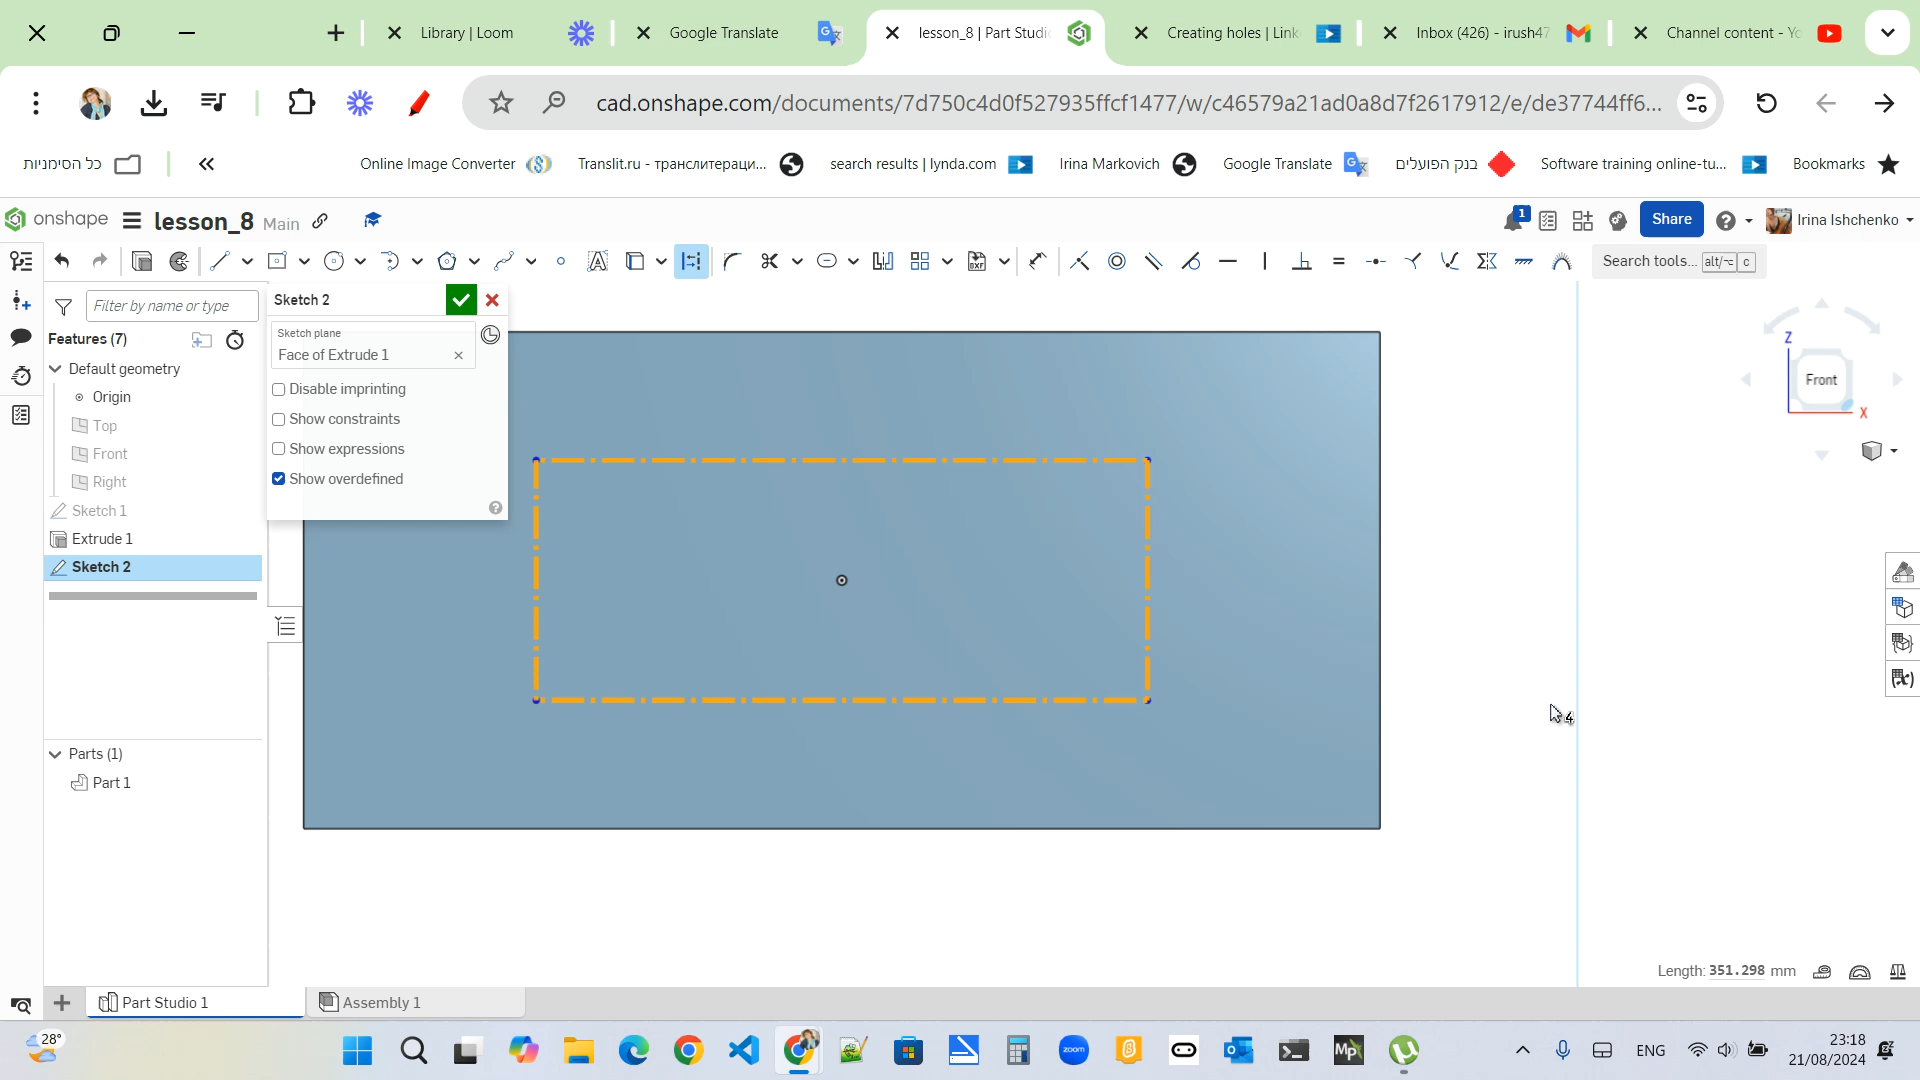 Library | Loom
Google Translate
lesson_8 | Part Studi
Creating holes | Link
Inbox (426) - irush47
Channel content - Yo
cad.onshape.com/documents/7d750c4d0f527935ffcf1477/w/c46579a21ad0a8d7f2617912/e/de37744ff6...
כל הסימניות
Online Image Converter
Translit.ru - транслитераци...
search results | lynda.com
Irina Markovich
Google Translate
בנק הפועלים
Software training online-tu...
Bookmarks
onshape
lesson_8 Main
1
Share
Irina Ishchenko
Search tools... alt/⌥ c
Filter by name or type
Features (7)
Default geometry
Origin
Top
Front
Right
Sketch 1
Extrude 1
Sketch 2
Sketch 2
Sketch plane
Face of Extrude 1
Disable imprinting
Show constraints
Show expressions
Show overdefined
Z
Front
X
4
Parts (1)
Part 1
Length: 351.298 mm
Part Studio 1
Assembly 1
28°
zoom
ENG
23:18
21/08/2024